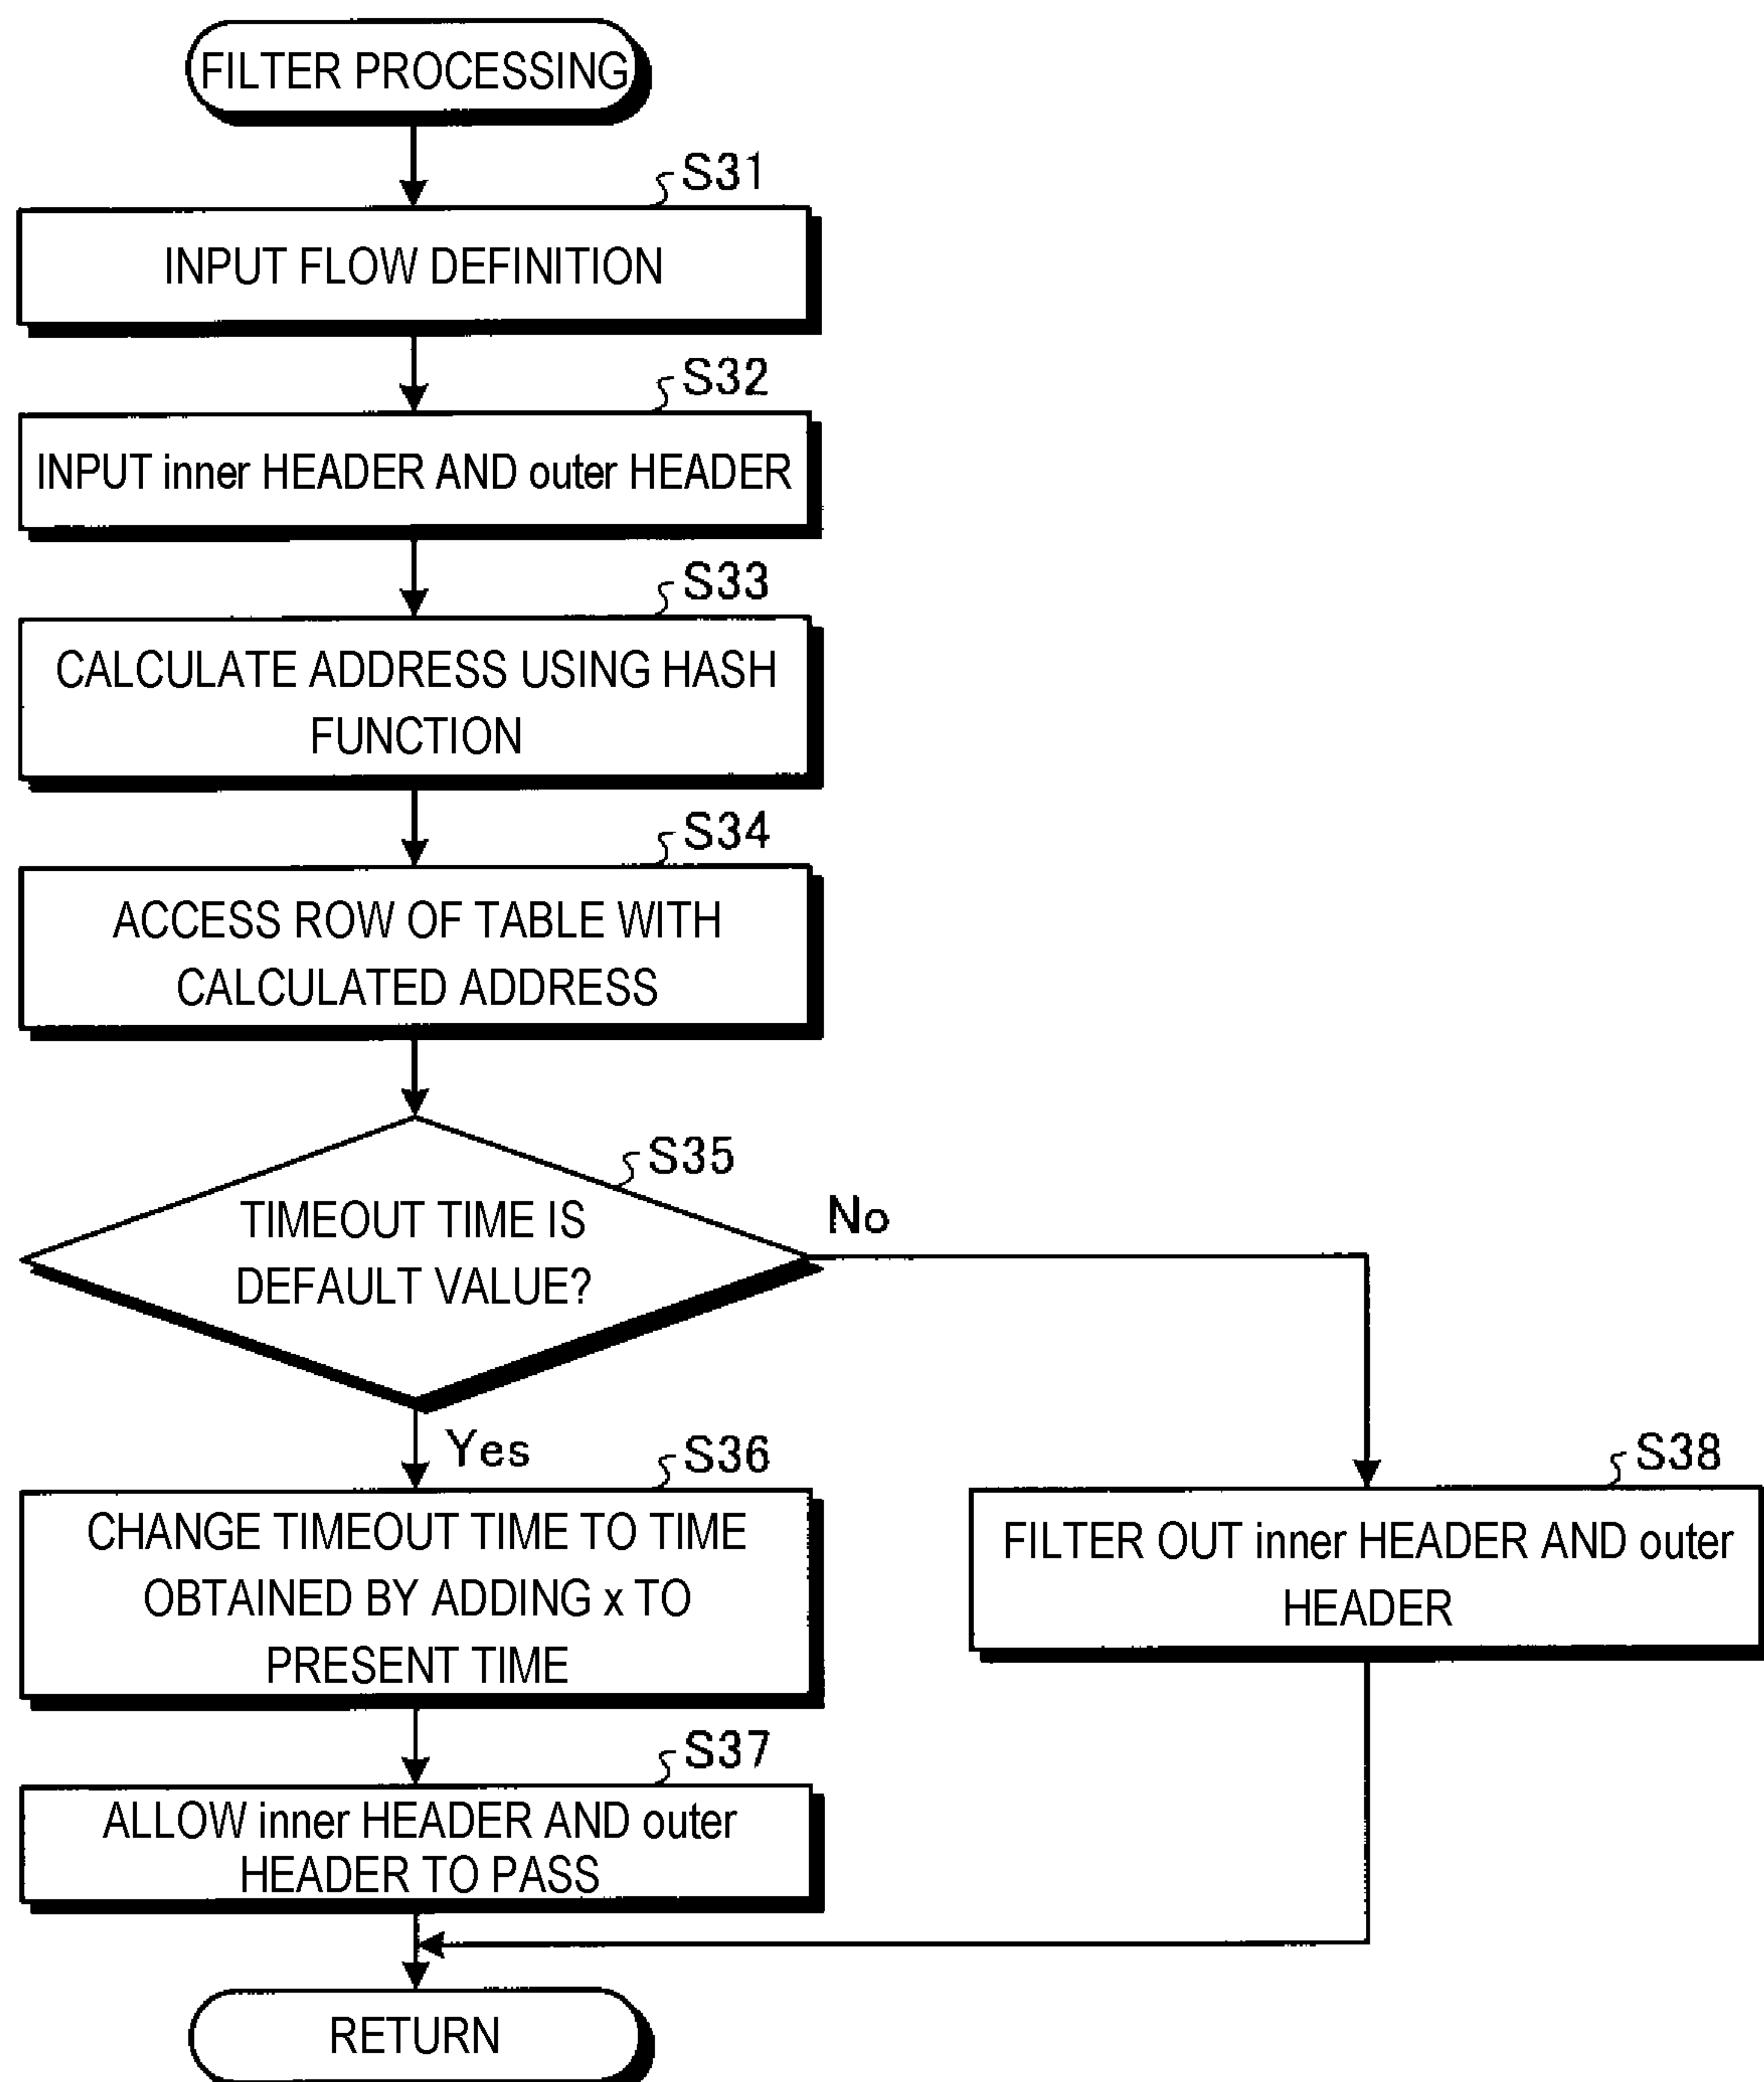 FILTER PROCESSING
S31
INPUT FLOW DEFINITION
S32
INPUT inner HEADER AND outer HEADER
S33
CALCULATE ADDRESS USING HASH
FUNCTION
S34
ACCESS ROW OF TABLE WITH
CALCULATED ADDRESS
S35
TIMEOUT TIME IS
DEFAULT VALUE?
No
Yes
S36
CHANGE TIMEOUT TIME TO TIME
OBTAINED BY ADDING x TO
PRESENT TIME
S38
FILTER OUT inner HEADER AND outer
HEADER
S37
ALLOW inner HEADER AND outer
HEADER TO PASS
RETURN